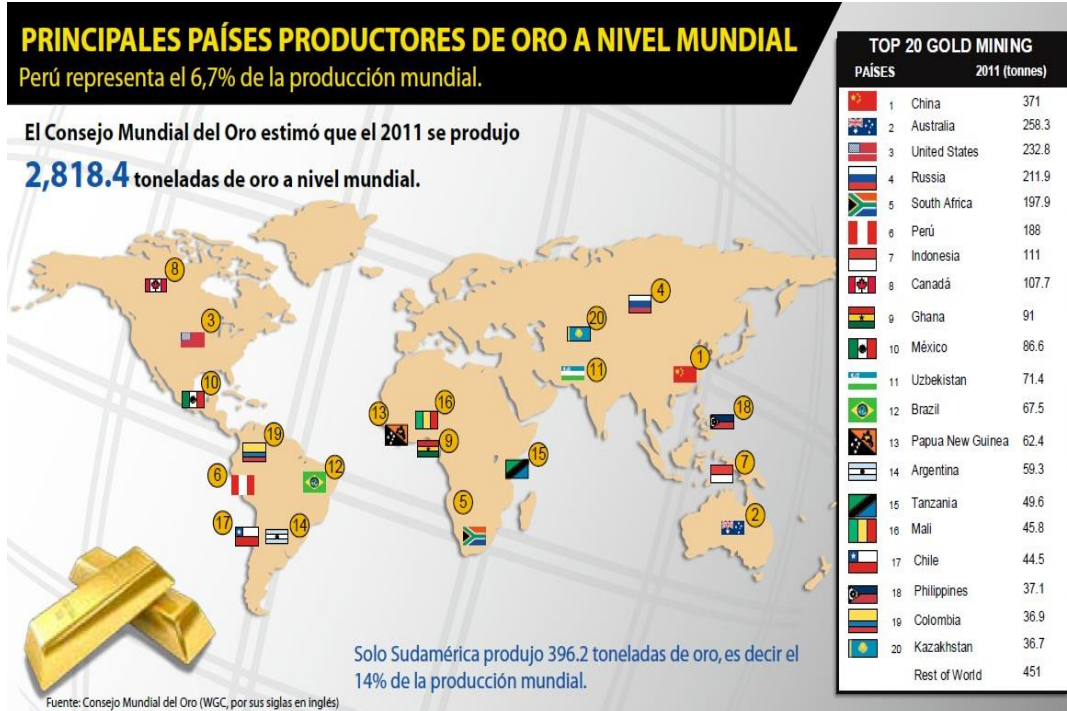 PRINCIPALES PAÍSES PRODUCTORES DE ORO A NIVEL MUNDIAL
Perú representa el 6,7% de la producción mundial.
El Consejo Mundial del Oro estimó que el 2011 se produjo
2,818.4 toneladas de oro a nivel mundial.
8
3
10
19
6
12
17
14
13
16
9
15
5
4
20
11
1
18
7
2
Solo Sudamérica produjo 396.2 toneladas de oro, es decir el
14% de la producción mundial.
Fuente: Consejo Mundial del Oro (WGC, por sus siglas en inglés)
TOP 20 GOLD MINING
PAÍSES 2011 (tonnes)
1 China 371
2 Australia 258.3
3 United States 232.8
4 Russia 211.9
5 South Africa 197.9
6 Perú 188
7 Indonesia 111
8 Canadá 107.7
9 Ghana 91
10 México 86.6
11 Uzbekistan 71.4
12 Brazil 67.5
13 Papua New Guinea 62.4
14 Argentina 59.3
15 Tanzania 49.6
16 Mali 45.8
17 Chile 44.5
18 Philippines 37.1
19 Colombia 36.9
20 Kazakhstan 36.7
Rest of World 451